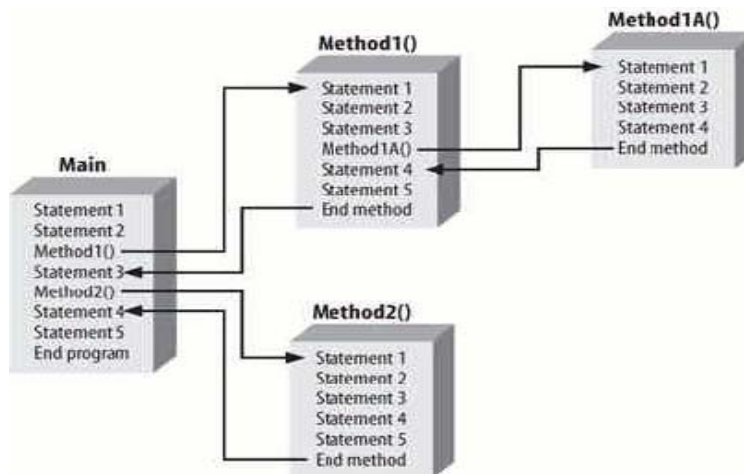 Main
Statement 1
Statement 2
Method1()
Statement 3
Method2()
Statement 4
Statement 5
End program
Method1()
Statement 1
Statement 2
Statement 3
Method1A()
Statement 4
Statement 5
End method
Method1A()
Statement 1
Statement 2
Statement 3
Statement 4
End method
Method2()
Statement 1
Statement 2
Statement 3
Statement 4
Statement 5
End method